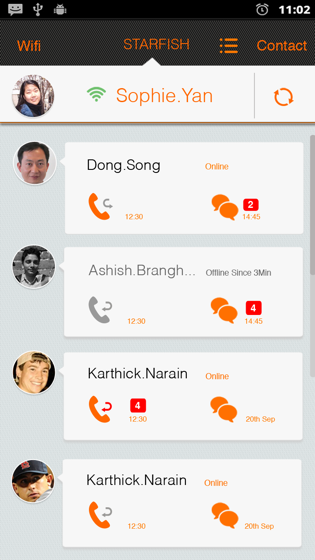 11:02
Wifi STARFISH Contact
Sophie.Yan
Dong.Song Online
2
12:30 14:45
Ashish.Brangh... Offline Since 3Min
4
12:30 14:45
Karthick.Narain Online
4
12:30 20th Sep
Karthick.Narain Online
12:30 20th Sep